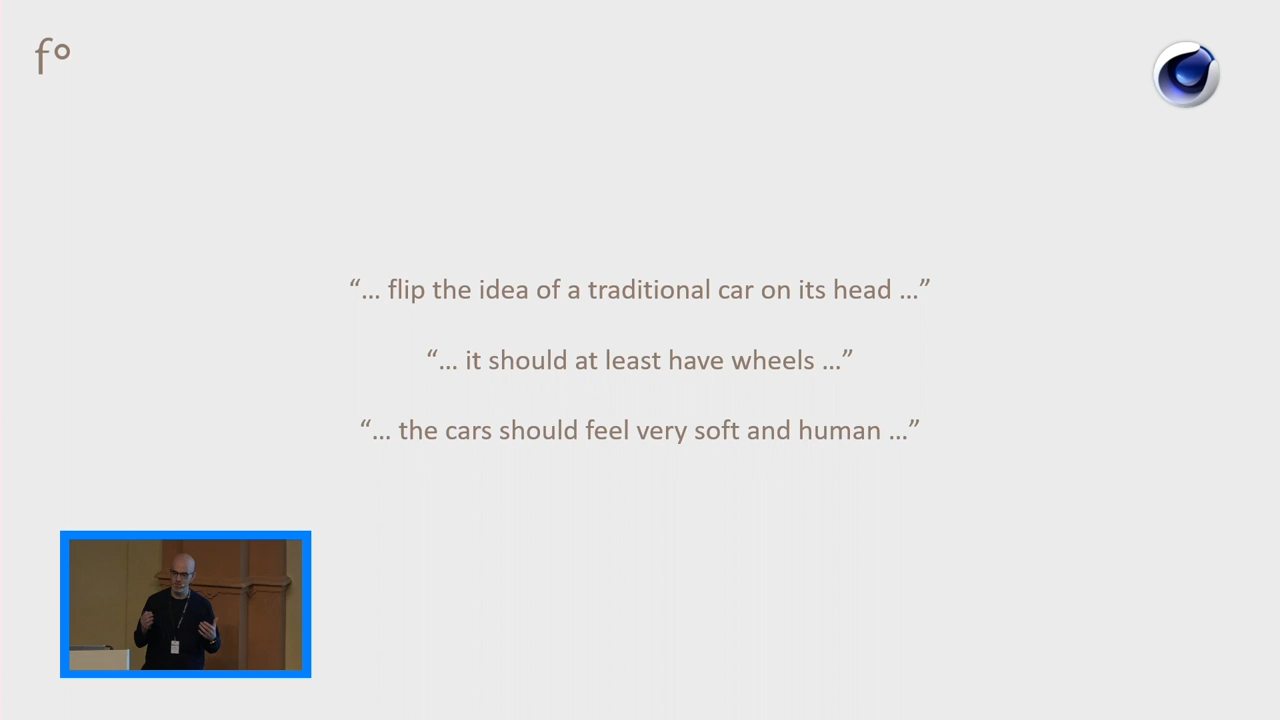 f°
“... flip the idea of a traditional car on its head ...”
“... it should at least have wheels ...”
“... the cars should feel very soft and human ...”